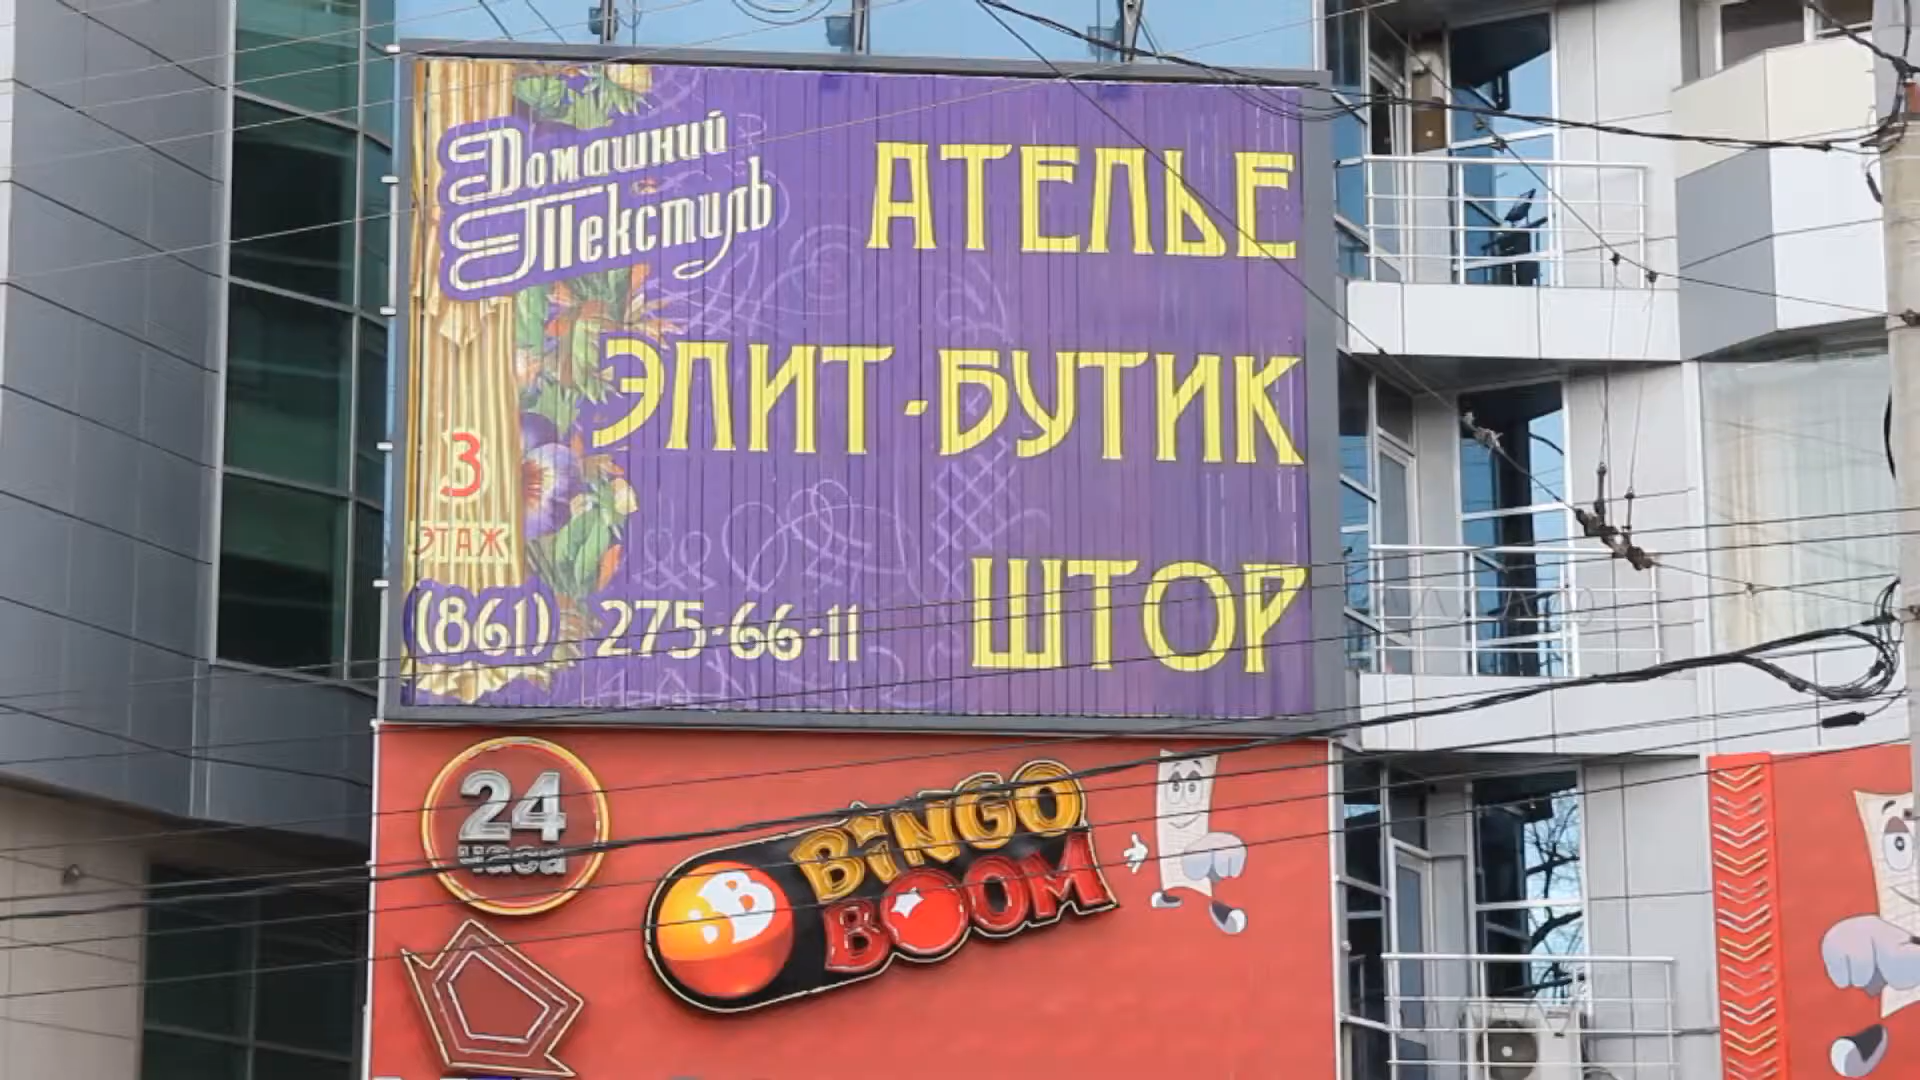 Домашний
Текстиль
АТЕЛЬЕ
ЭЛИТ-БУТИК
ШТОР
3
ЭТАЖ
(861) 275-66-11
24
часа
BiNGO
BOOM